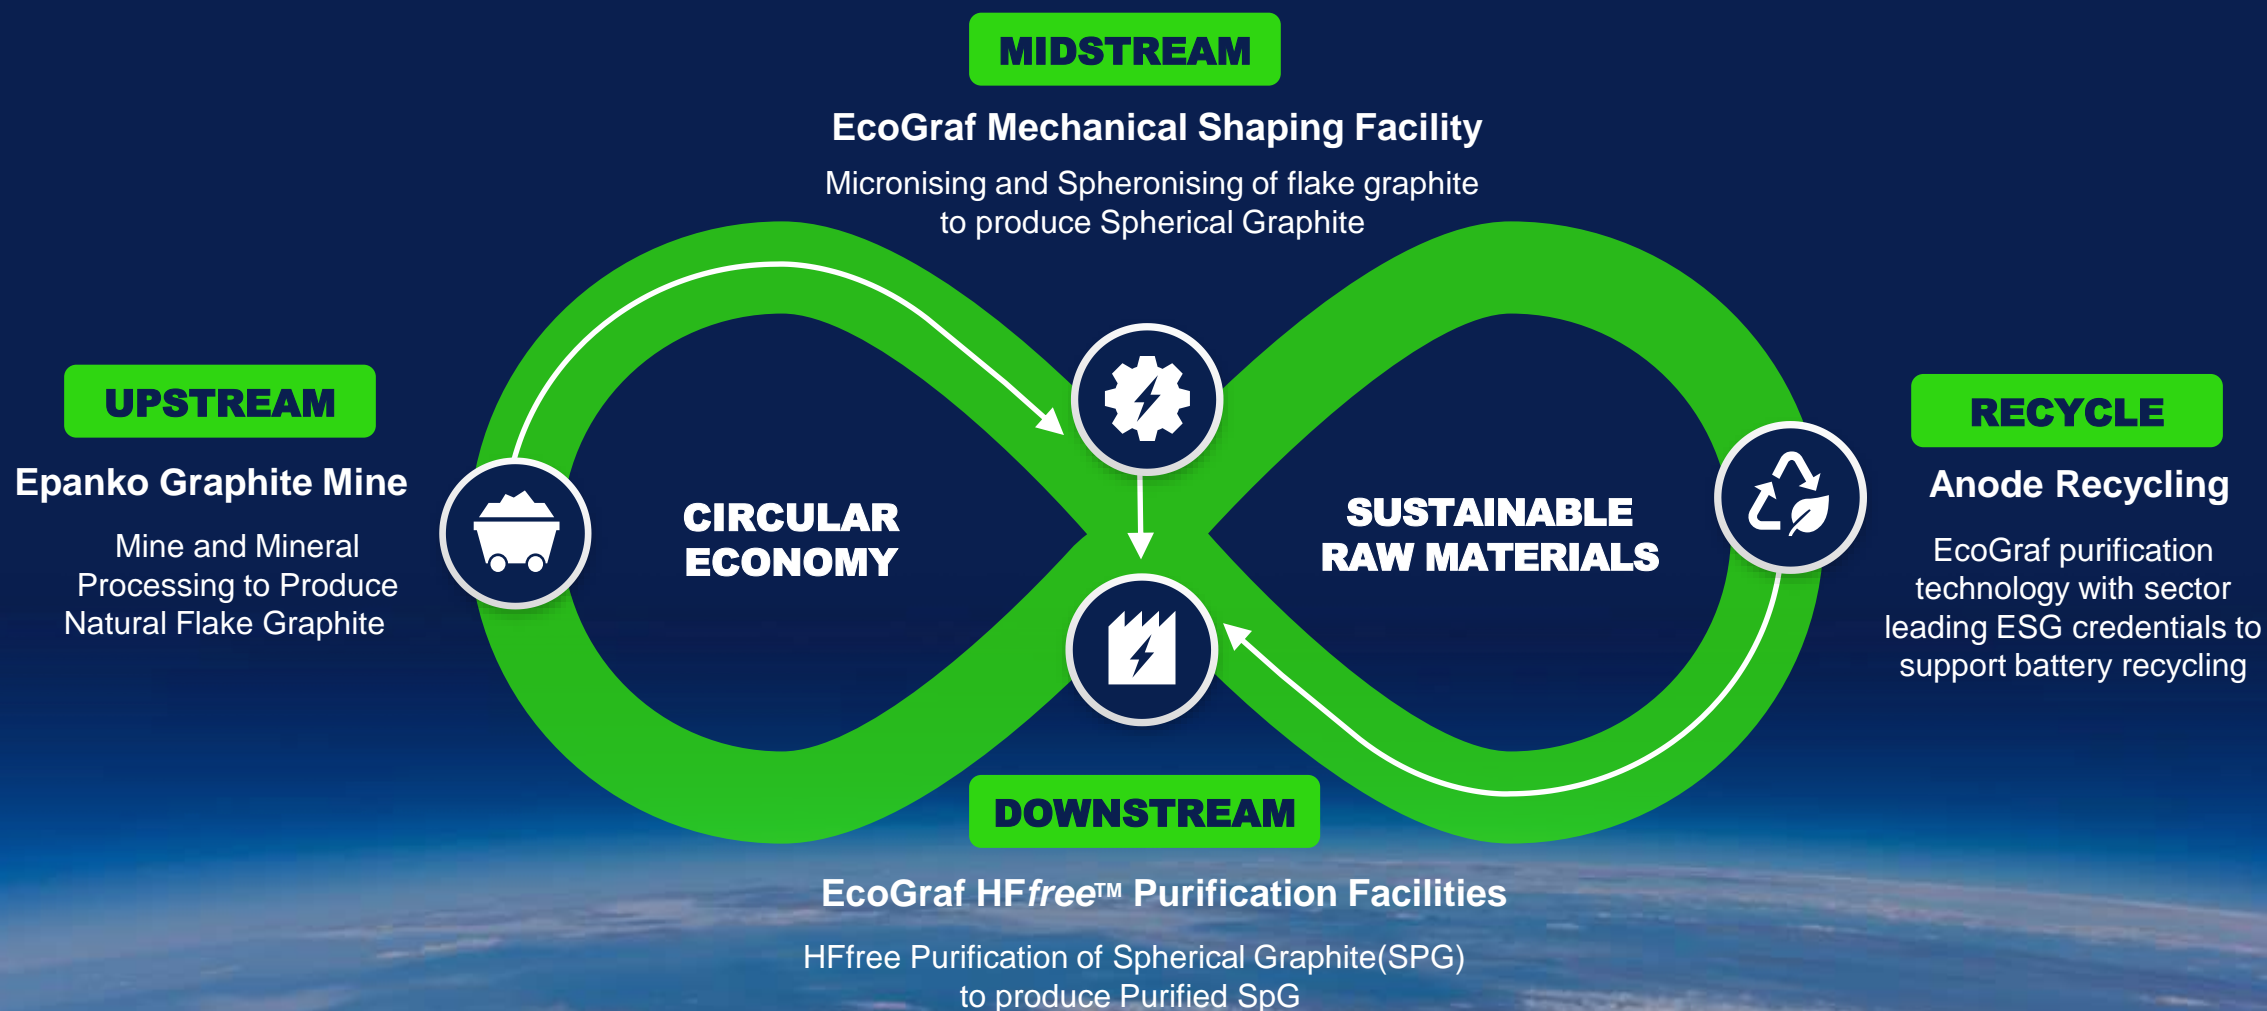 MIDSTREAM
EcoGraf Mechanical Shaping Facility
Micronising and Spheronising of flake graphite
to produce Spherical Graphite
UPSTREAM
Epanko Graphite Mine
Mine and Mineral
Processing to Produce
Natural Flake Graphite
CIRCULAR
ECONOMY
SUSTAINABLE
RAW MATERIALS
RECYCLE
Anode Recycling
EcoGraf purification
technology with sector
leading ESG credentials to
support battery recycling
DOWNSTREAM
EcoGraf HFfree™ Purification Facilities
HFfree Purification of Spherical Graphite(SPG)
to produce Purified SpG